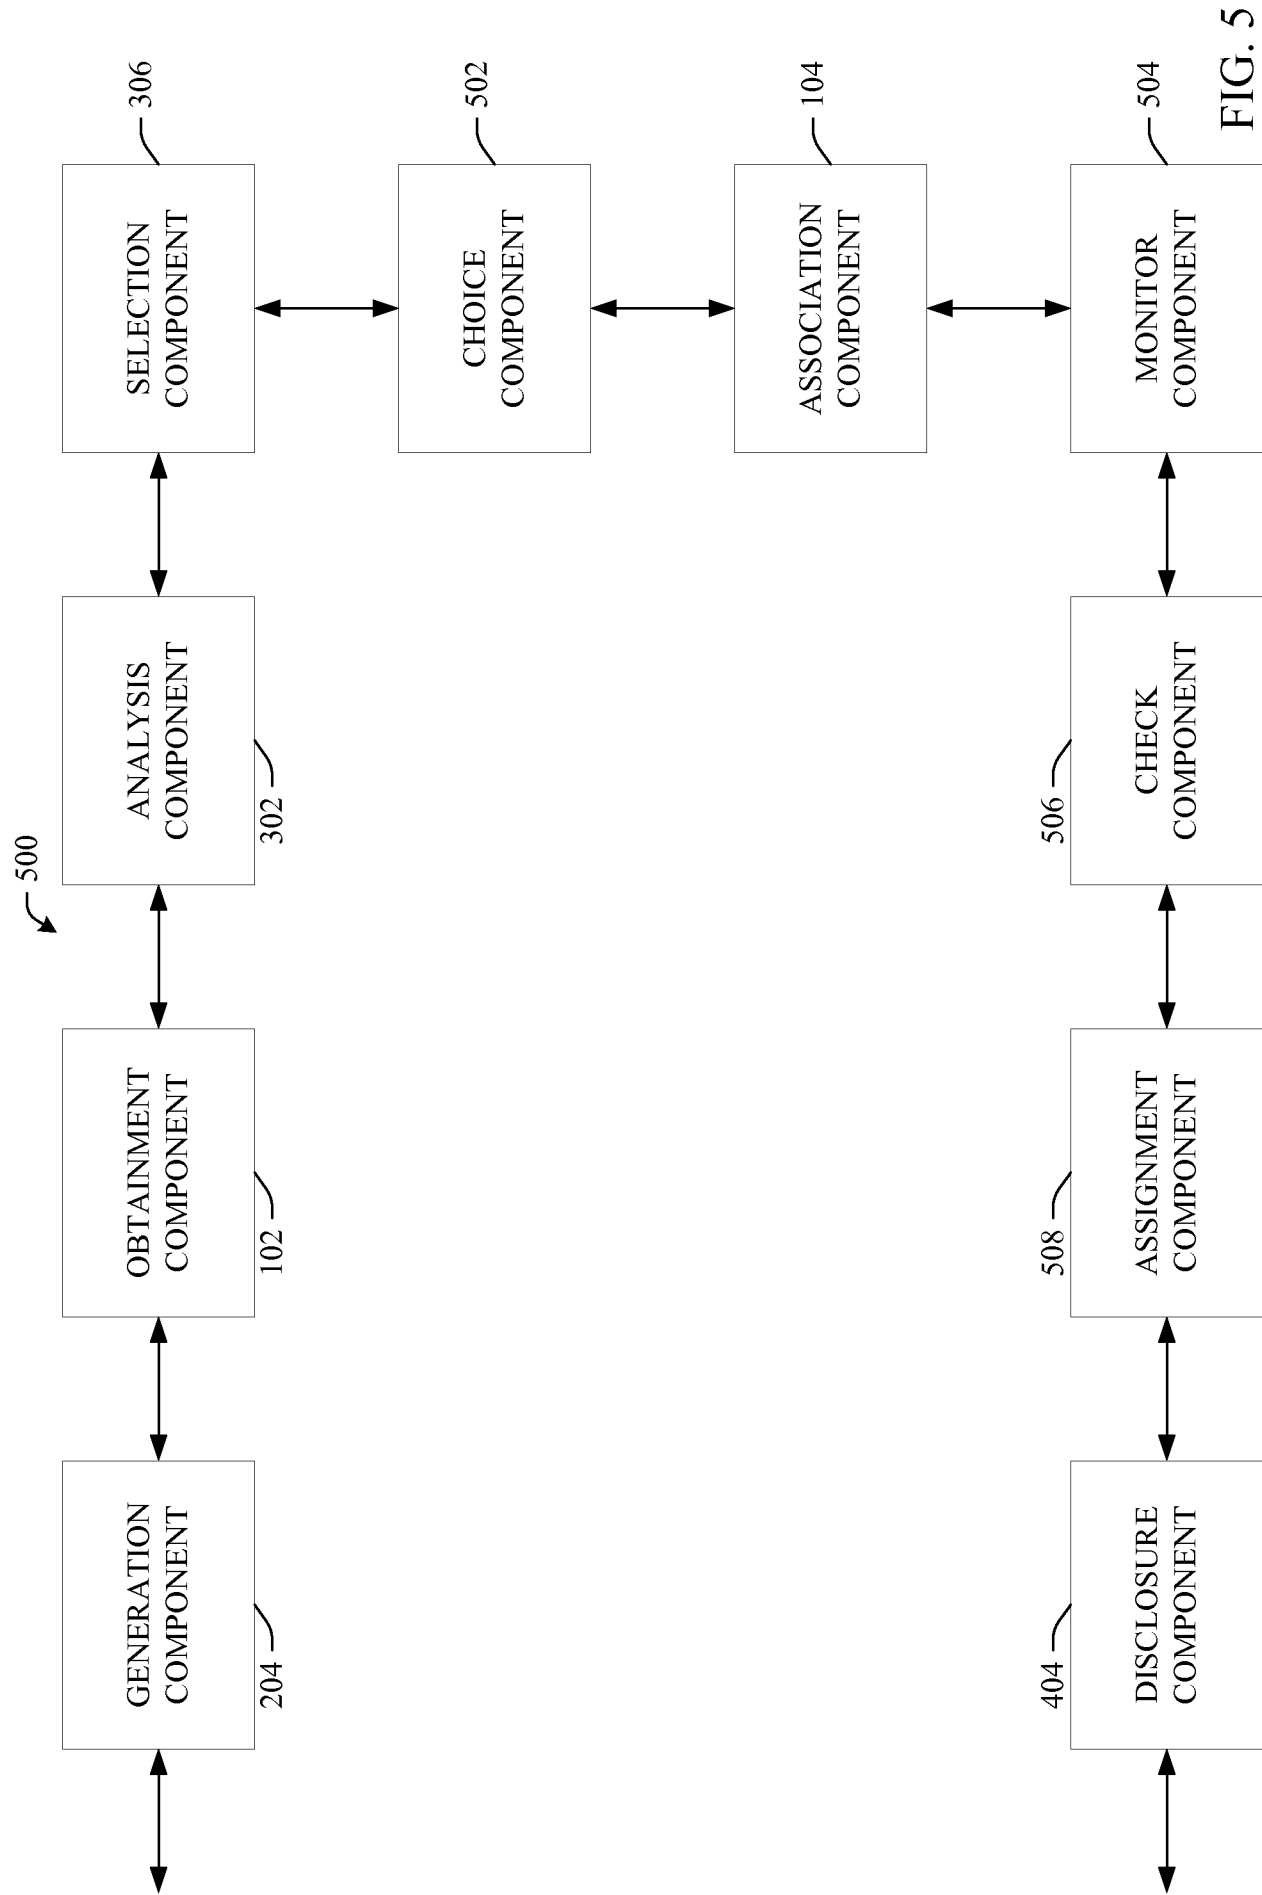 500
GENERATION
COMPONENT
204
OBTAINMENT
COMPONENT
102
ANALYSIS
COMPONENT
302
SELECTION
COMPONENT
306
CHOICE
COMPONENT
502
ASSOCIATION
COMPONENT
104
DISCLOSURE
COMPONENT
404
ASSIGNMENT
COMPONENT
508
CHECK
COMPONENT
506
MONITOR
COMPONENT
504
FIG. 5